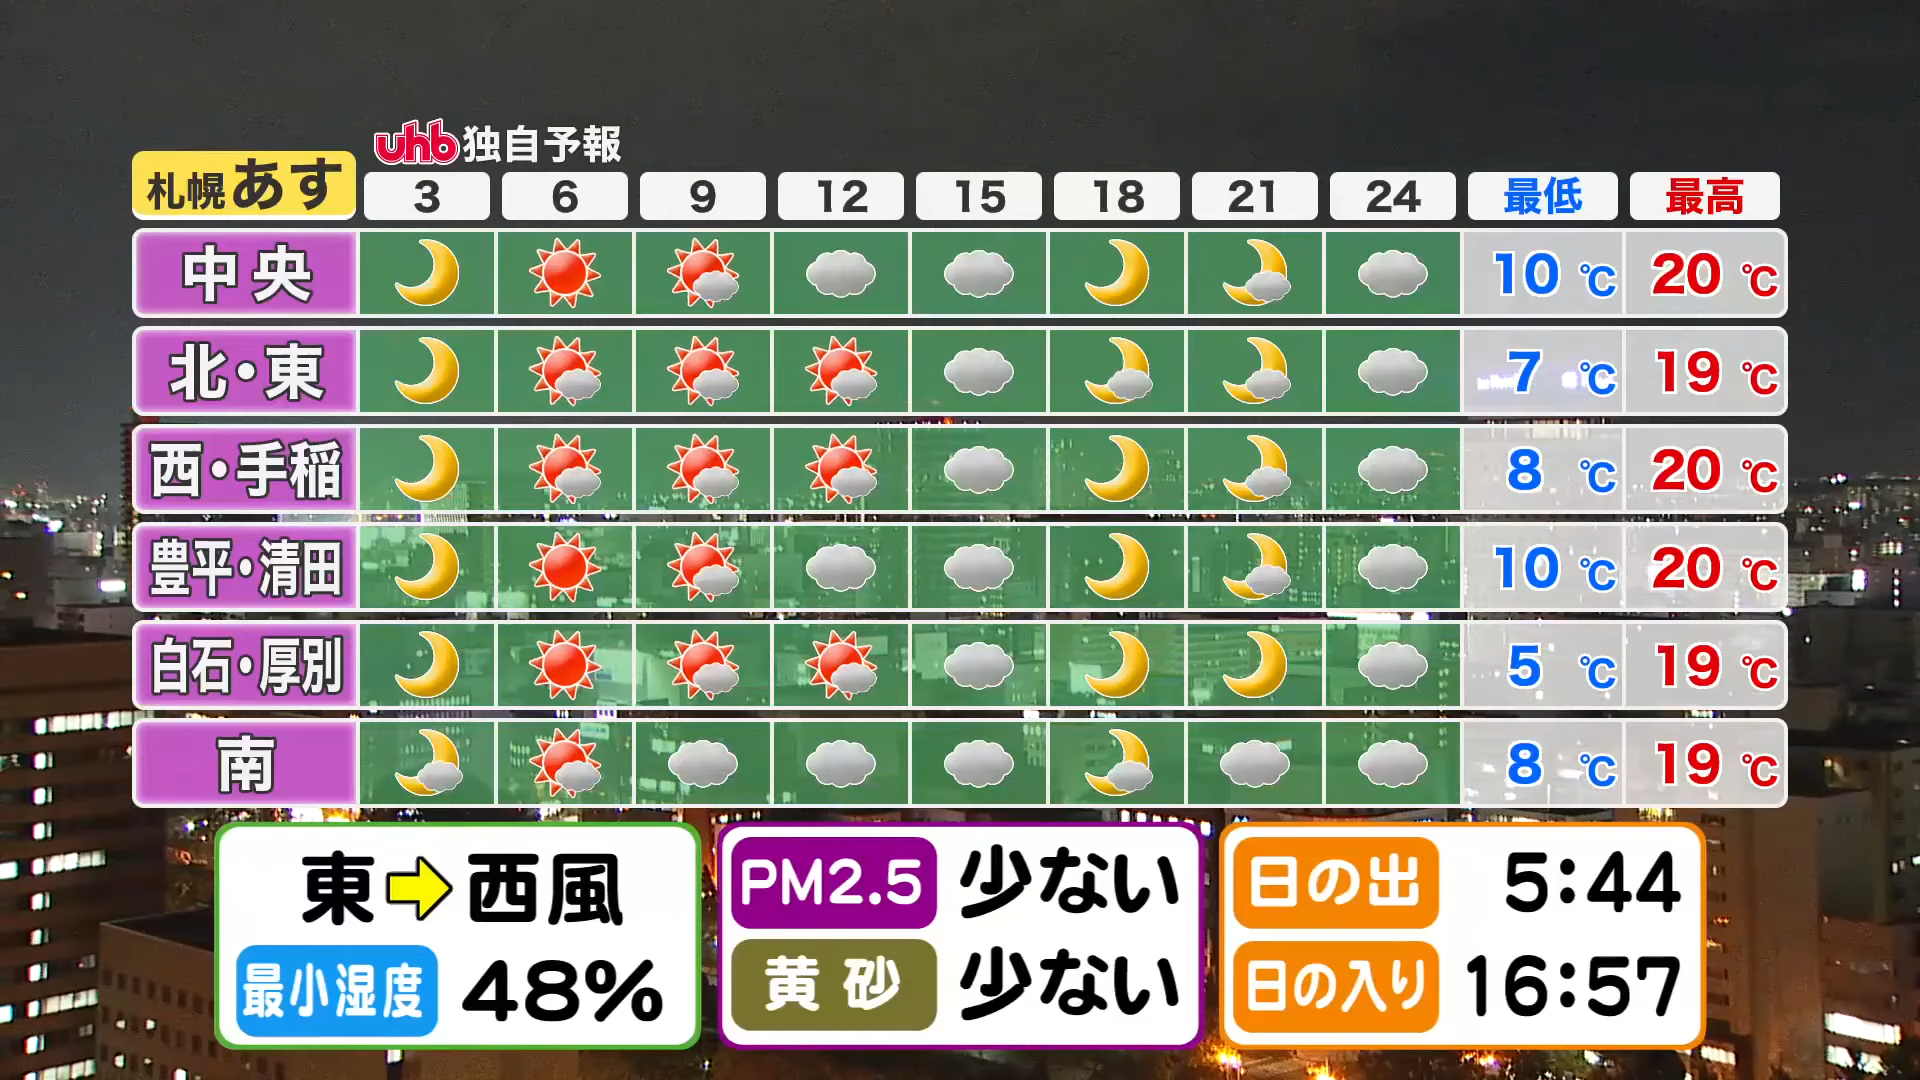 uhb独自予報
札幌あす 3 6 9 12 15 18 21 24 最低 最高
中央 10℃ 20℃
北・東 7℃ 19℃
西・手稲 8℃ 20℃
豊平・清田 10℃ 20℃
白石・厚別 5℃ 19℃
南 8℃ 19℃
東➡西風
最小湿度 48%
PM2.5 少ない
黄砂 少ない
日の出 5:44
日の入り 16:57